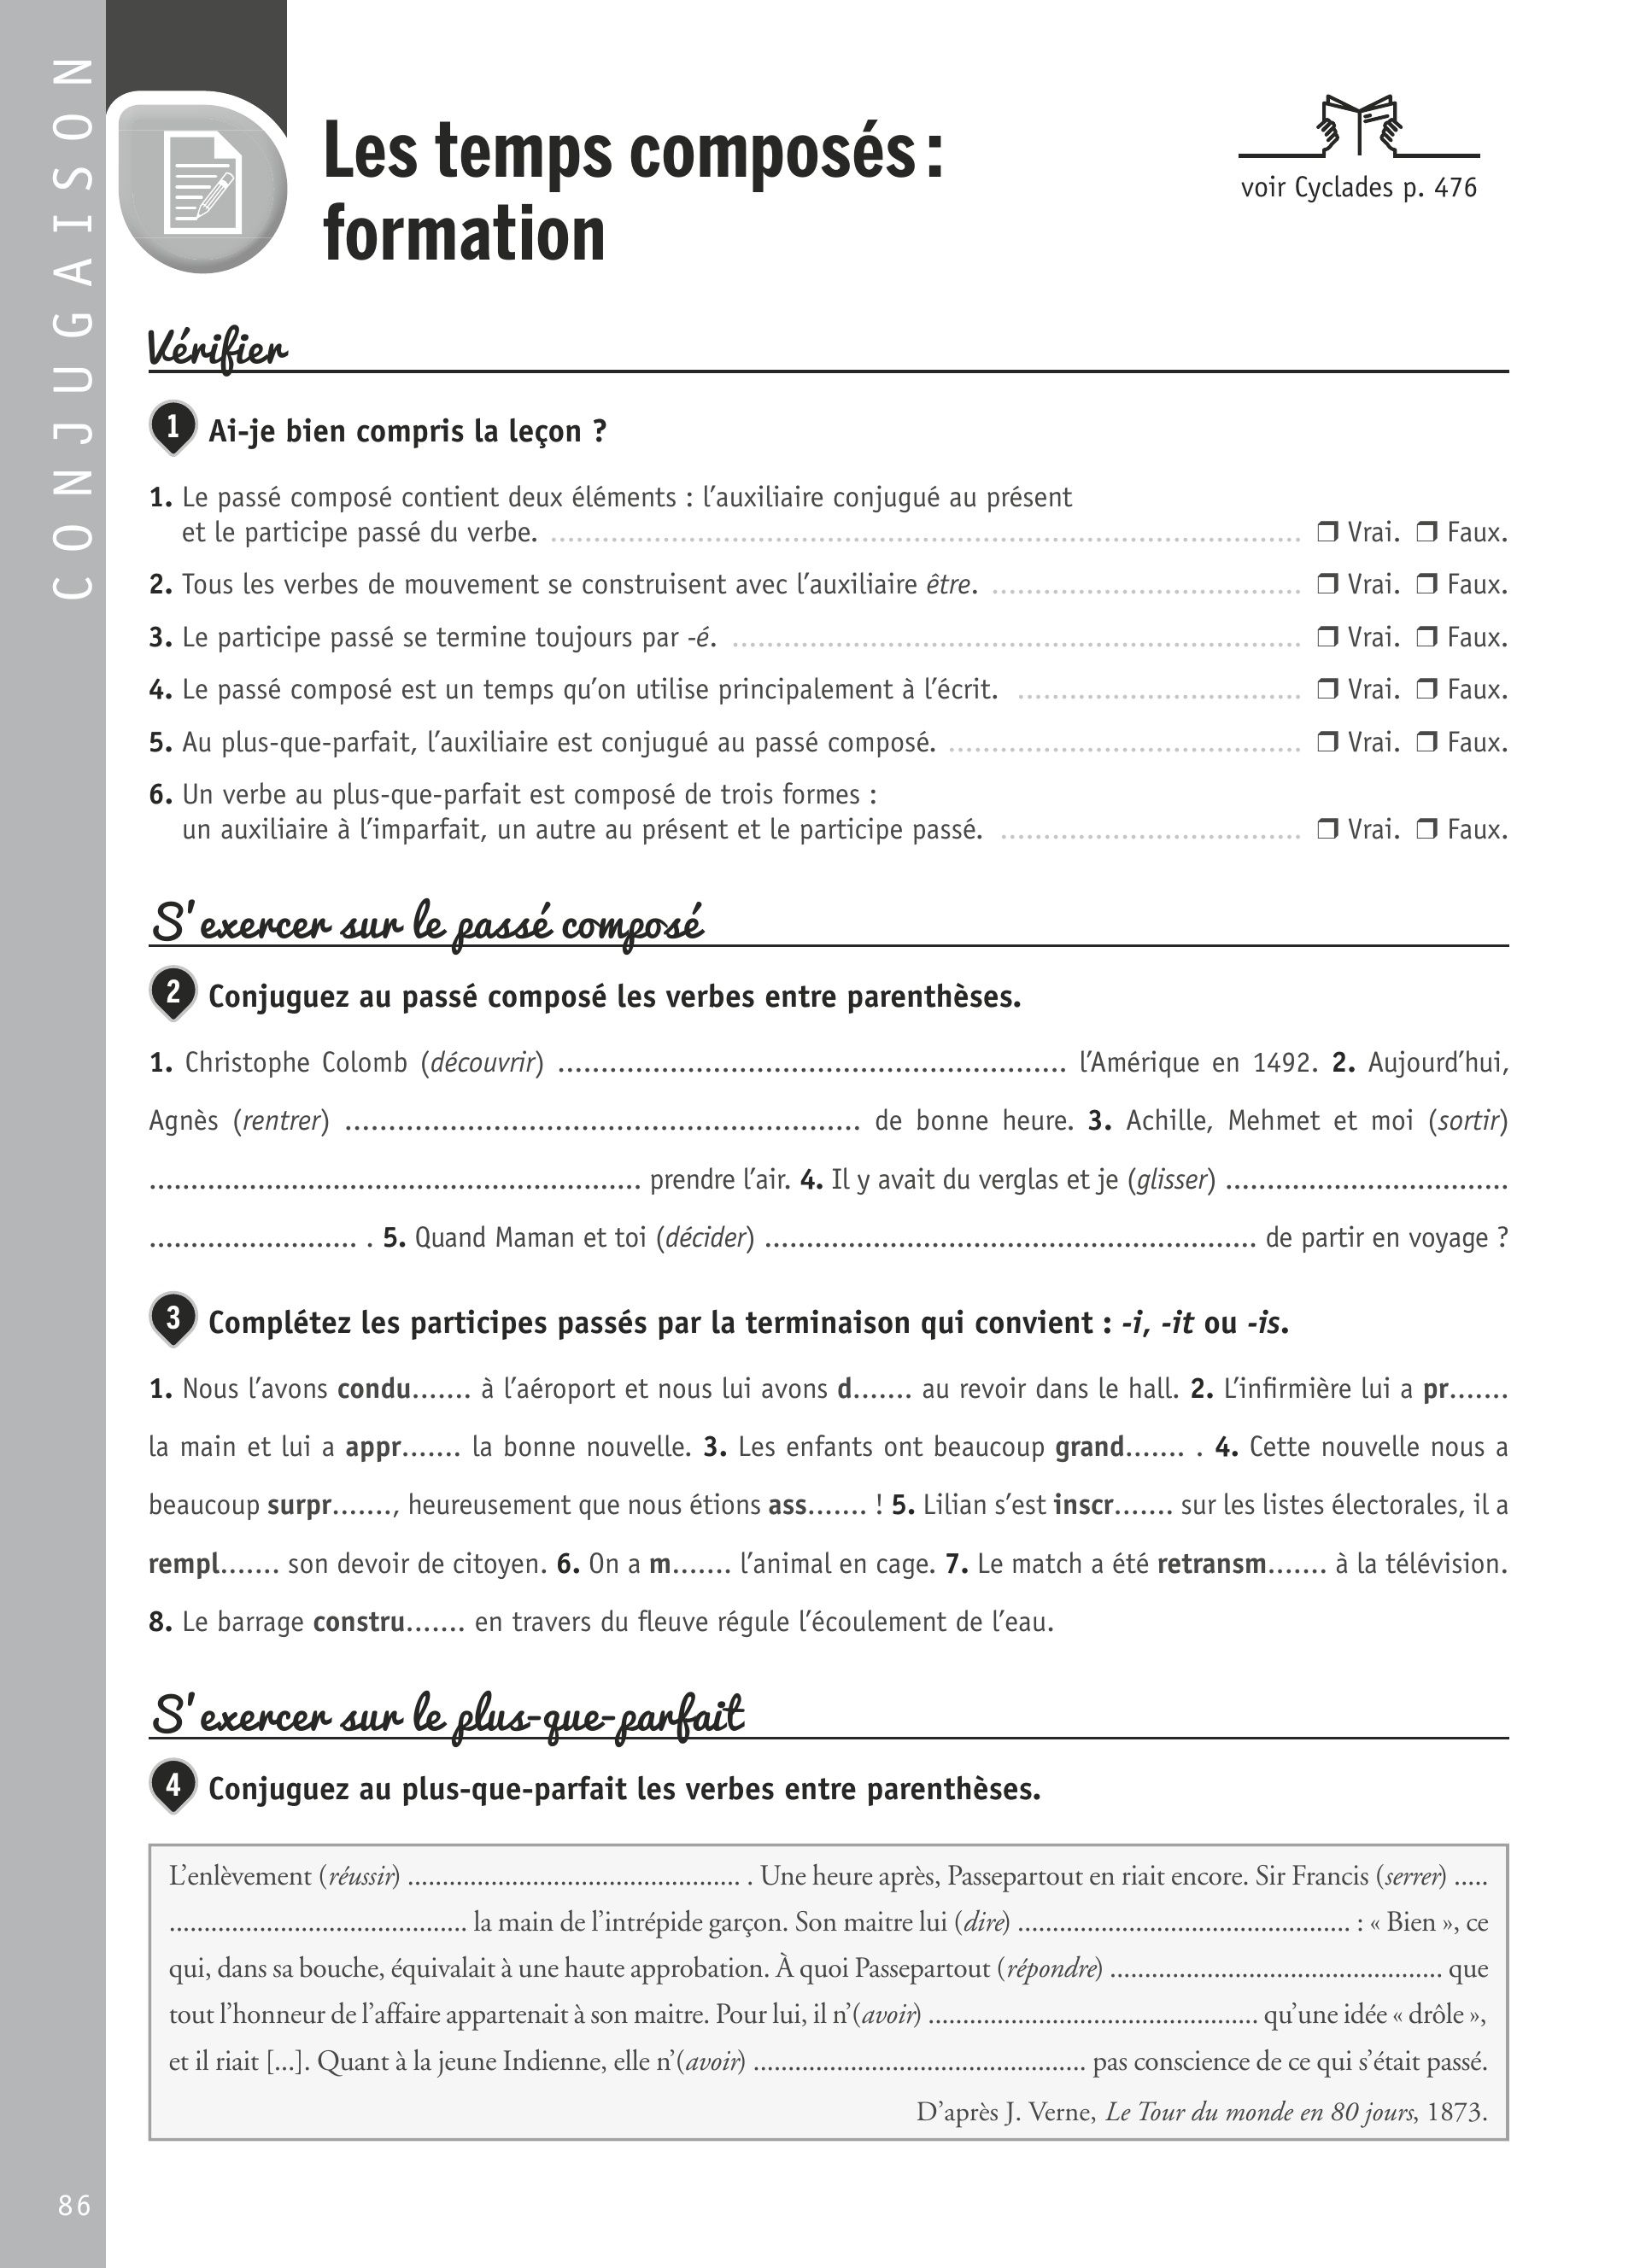 CONJUGAISON
Les temps composés :
formation
voir Cyclades p. 476
Vérifier
1 Ai-je bien compris la leçon ?
1. Le passé composé contient deux éléments : l'auxiliaire conjugué au présent
et le participe passé du verbe. ........ ❒ Vrai. ❒ Faux.
2. Tous les verbes de mouvement se construisent avec l'auxiliaire être. ........ ❒ Vrai. ❒ Faux.
3. Le participe passé se termine toujours par -é. ........ ❒ Vrai. ❒ Faux.
4. Le passé composé est un temps qu'on utilise principalement à l'écrit. ........ ❒ Vrai. ❒ Faux.
5. Au plus-que-parfait, l'auxiliaire est conjugué au passé composé. ........ ❒ Vrai. ❒ Faux.
6. Un verbe au plus-que-parfait est composé de trois formes :
un auxiliaire à l'imparfait, un autre au présent et le participe passé. ........ ❒ Vrai. ❒ Faux.
S'exercer sur le passé composé
2 Conjuguez au passé composé les verbes entre parenthèses.
1. Christophe Colomb (découvrir) ........ l'Amérique en 1492. 2. Aujourd'hui,
Agnès (rentrer) ........ de bonne heure. 3. Achille, Mehmet et moi (sortir)
........ prendre l'air. 4. Il y avait du verglas et je (glisser) ........
........ . 5. Quand Maman et toi (décider) ........ de partir en voyage ?
3 Complétez les participes passés par la terminaison qui convient : -i, -it ou -is.
1. Nous l'avons condu....... à l'aéroport et nous lui avons d....... au revoir dans le hall. 2. L'infirmière lui a pr.......
la main et lui a appr....... la bonne nouvelle. 3. Les enfants ont beaucoup grand....... . 4. Cette nouvelle nous a
beaucoup surpr......., heureusement que nous étions ass....... ! 5. Lilian s'est inscr....... sur les listes électorales, il a
rempl....... son devoir de citoyen. 6. On a m....... l'animal en cage. 7. Le match a été retransm....... à la télévision.
8. Le barrage constru....... en travers du fleuve régule l'écoulement de l'eau.
S'exercer sur le plus-que-parfait
4 Conjuguez au plus-que-parfait les verbes entre parenthèses.
L'enlèvement (réussir) ........ . Une heure après, Passepartout en riait encore. Sir Francis (serrer) .....
........ la main de l'intrépide garçon. Son maitre lui (dire) ........ : « Bien », ce
qui, dans sa bouche, équivalait à une haute approbation. À quoi Passepartout (répondre) ........ que
tout l'honneur de l'affaire appartenait à son maitre. Pour lui, il n'(avoir) ........ qu'une idée « drôle »,
et il riait [...]. Quant à la jeune Indienne, elle n'(avoir) ........ pas conscience de ce qui s'était passé.
D'après J. Verne, Le Tour du monde en 80 jours, 1873.
86